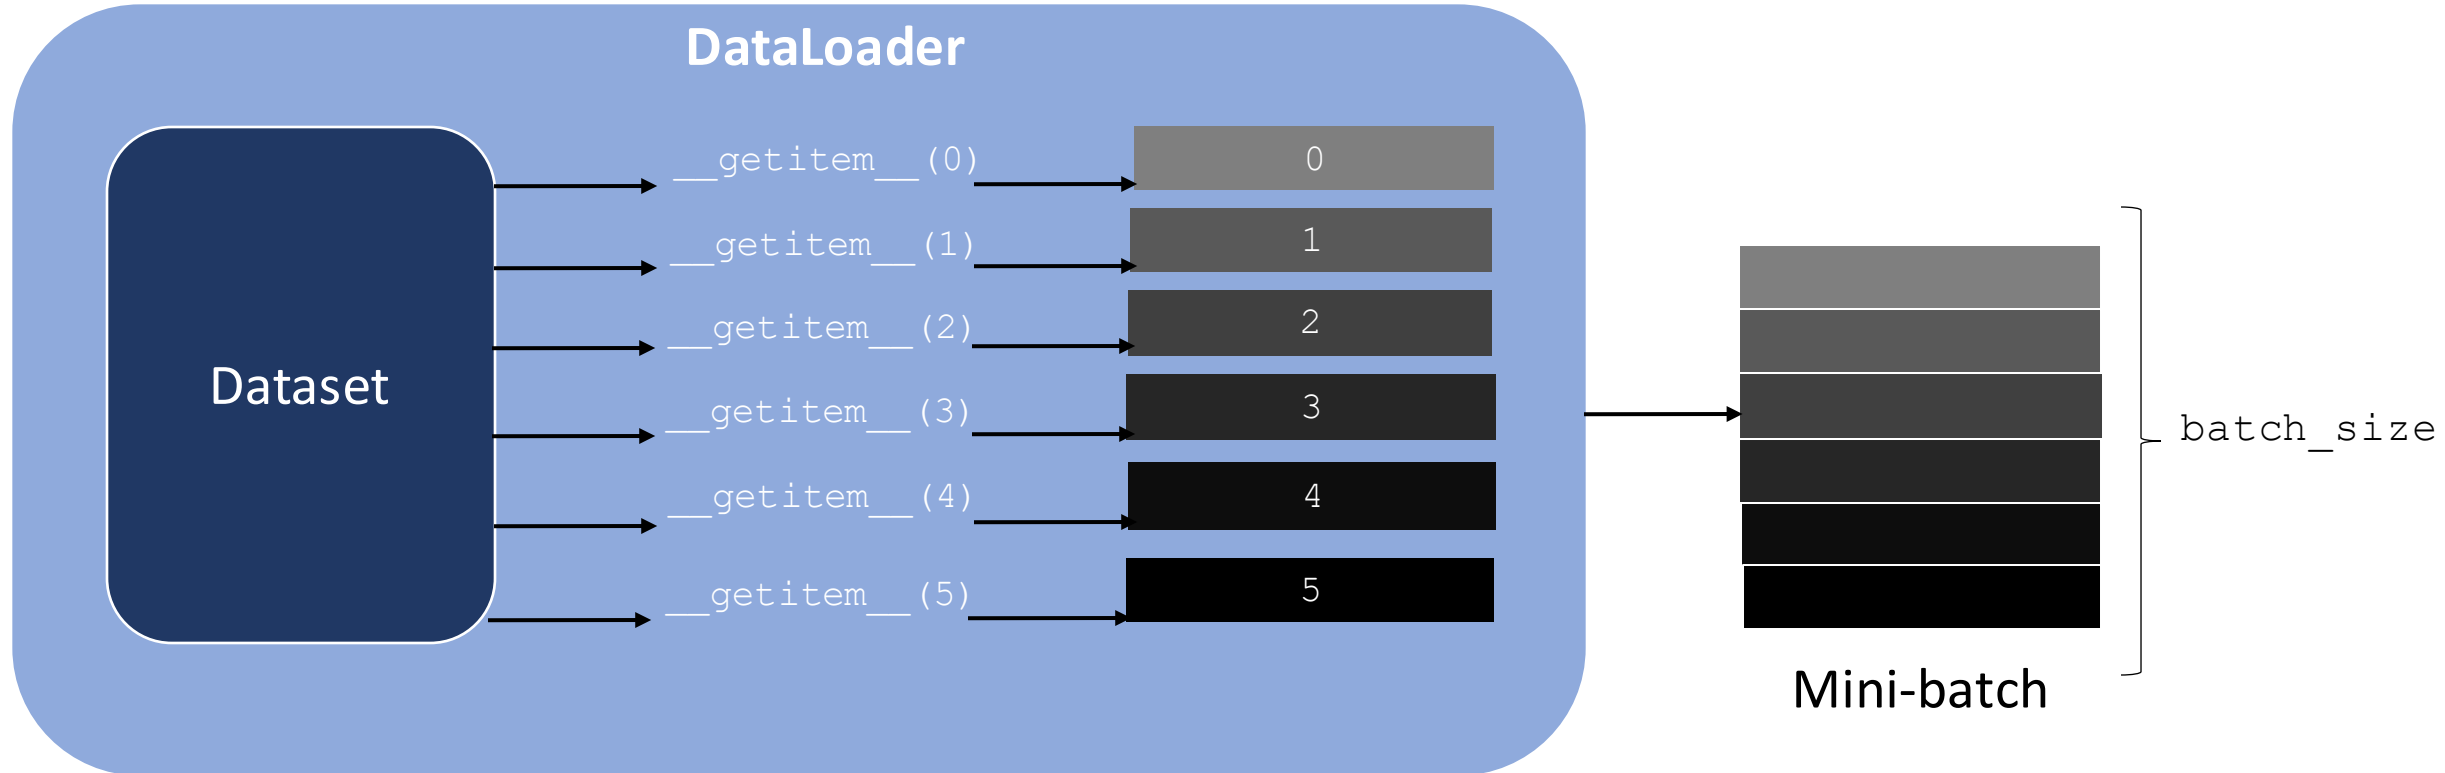 DataLoader
Dataset
__getitem__(0)
0
__getitem__(1)
1
__getitem__(2)
2
__getitem__(3)
3
__getitem__(4)
4
__getitem__(5)
5
batch_size
Mini-batch